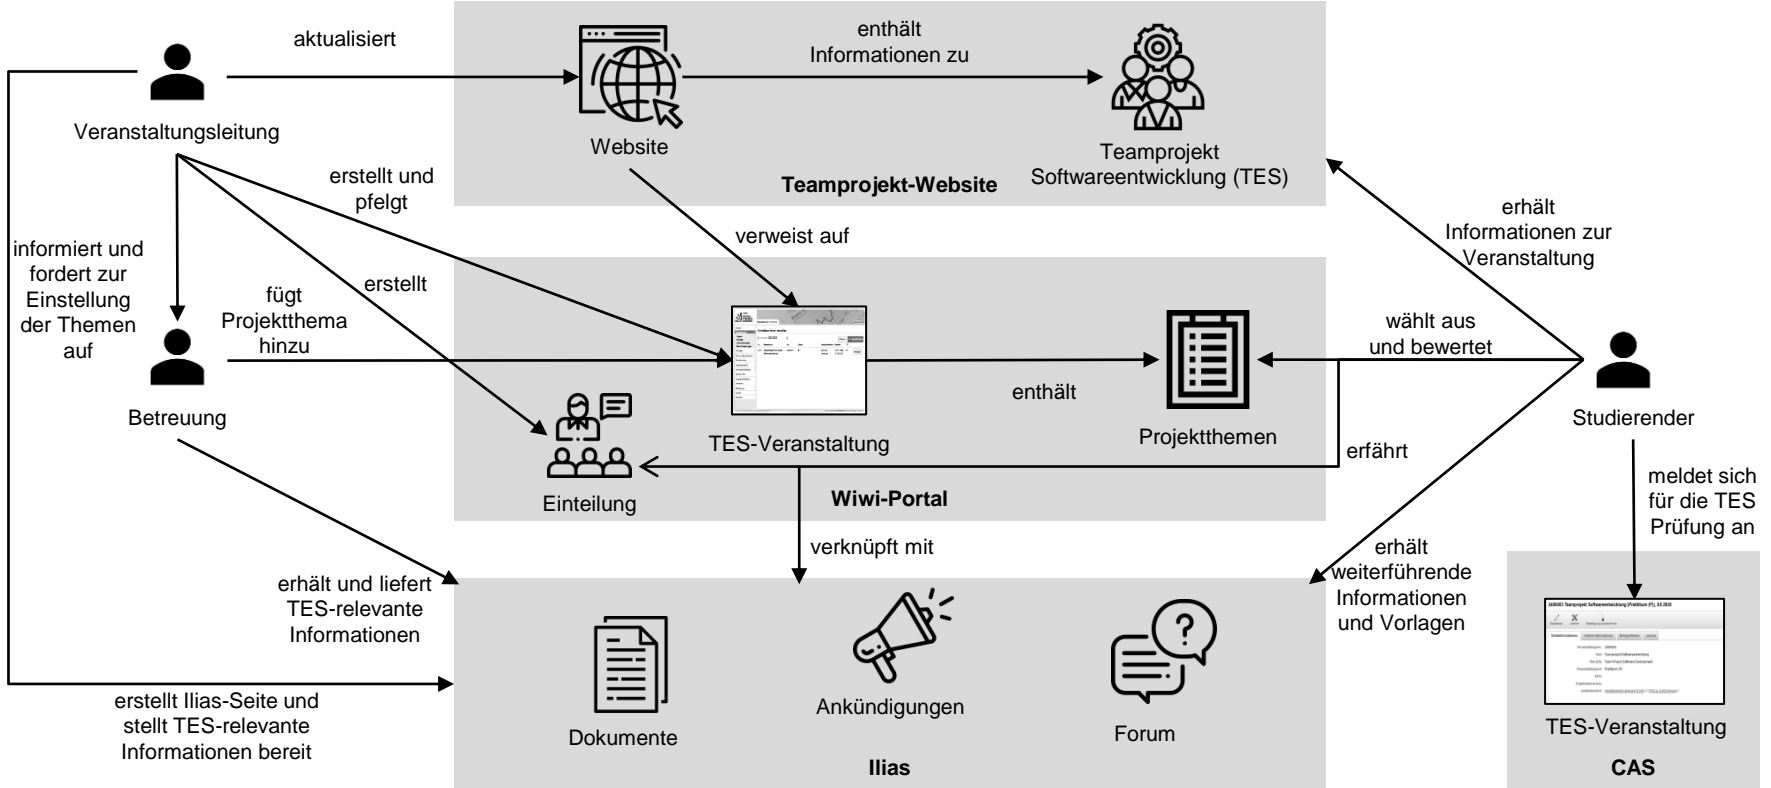 aktualisiert
enthält
Informationen zu
Veranstaltungsleitung
Website
Teamprojekt
Softwareentwicklung (TES)
Teamprojekt-Website
erstellt und
pfelgt
verweist auf
erhält
Informationen zur
Veranstaltung
informiert und
fordert zur
Einstellung
der Themen
auf
erstellt
fügt
Projektthema
hinzu
wählt aus
und bewertet
enthält
Betreuung
TES-Veranstaltung
Projektthemen
Studierender
erfährt
Einteilung
Wiwi-Portal
meldet sich
für die TES
Prüfung an
verknüpft mit
erhält
weiterführende
Informationen
und Vorlagen
erhält und liefert
TES-relevante
Informationen
erstellt Ilias-Seite und
stellt TES-relevante
Informationen bereit
Dokumente
Ankündigungen
Forum
Ilias
TES-Veranstaltung
CAS